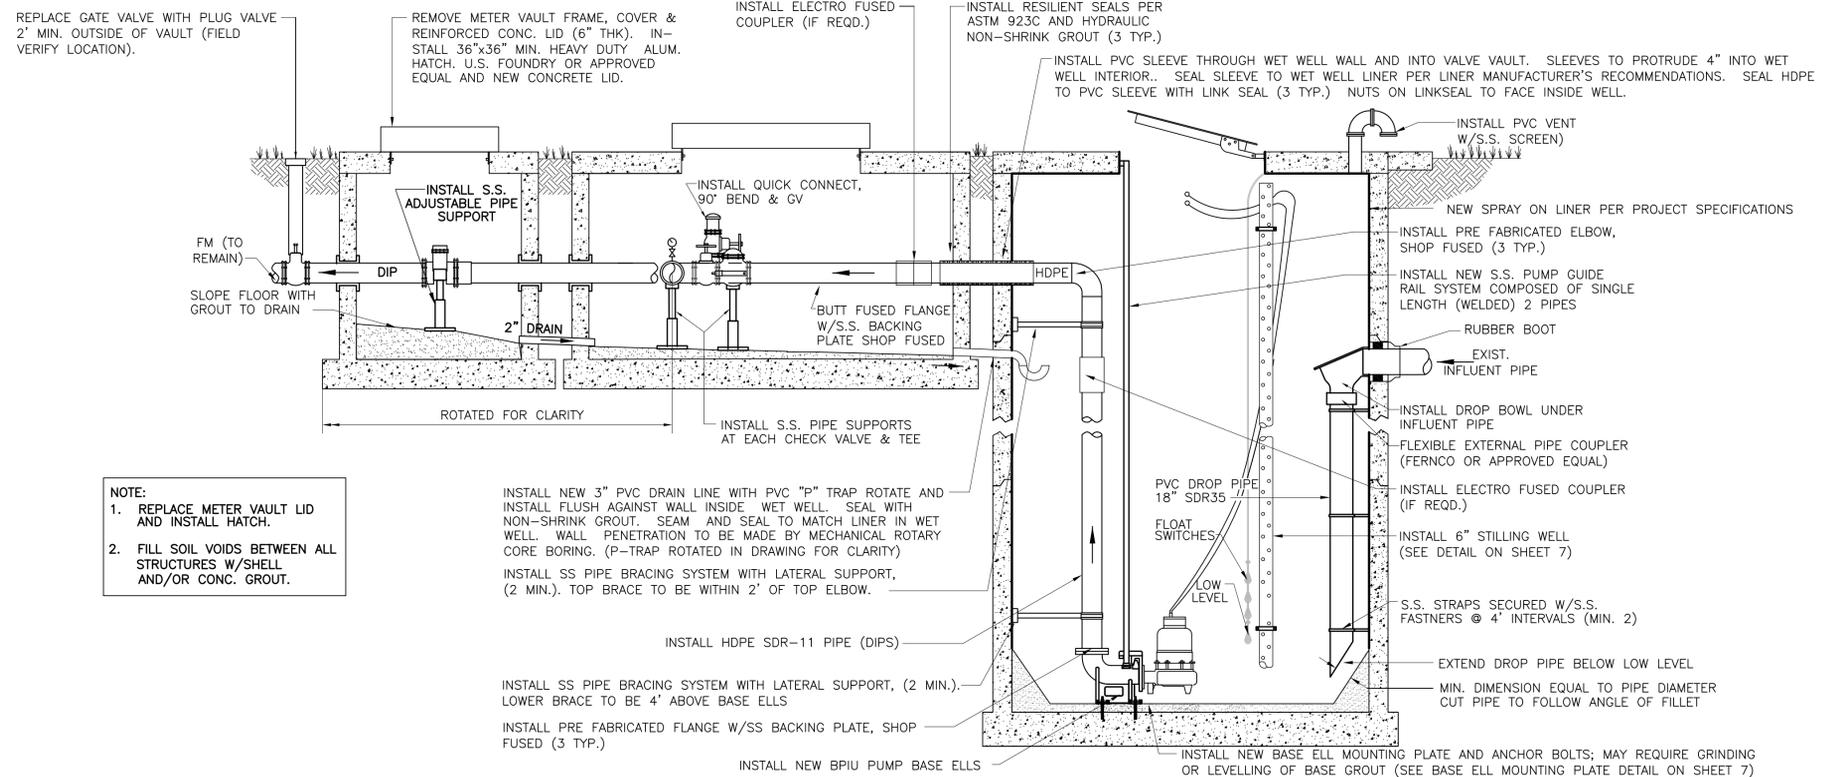 REPLACE GATE VALVE WITH PLUG VALVE
2' MIN. OUTSIDE OF VAULT (FIELD
VERIFY LOCATION).
REMOVE METER VAULT FRAME, COVER &
REINFORCED CONC. LID (6" THK). IN-
STALL 36"x36" MIN. HEAVY DUTY ALUM.
HATCH. U.S. FOUNDRY OR APPROVED
EQUAL AND NEW CONCRETE LID.
INSTALL ELECTRO FUSED
COUPLER (IF REQD.)
INSTALL RESILIENT SEALS PER
ASTM 923C AND HYDRAULIC
NON-SHRINK GROUT (3 TYP.)
INSTALL PVC SLEEVE THROUGH WET WELL WALL AND INTO VALVE VAULT. SLEEVES TO PROTRUDE 4" INTO WET
WELL INTERIOR.. SEAL SLEEVE TO WET WELL LINER PER LINER MANUFACTURER'S RECOMMENDATIONS. SEAL HDPE
TO PVC SLEEVE WITH LINK SEAL (3 TYP.) NUTS ON LINKSEAL TO FACE INSIDE WELL.
INSTALL PVC VENT
W/S.S. SCREEN)
INSTALL S.S.
ADJUSTABLE PIPE
SUPPORT
INSTALL QUICK CONNECT,
90° BEND & GV
NEW SPRAY ON LINER PER PROJECT SPECIFICATIONS
INSTALL PRE FABRICATED ELBOW,
SHOP FUSED (3 TYP.)
FM (TO
REMAIN)
DIP
HDPE
INSTALL NEW S.S. PUMP GUIDE
RAIL SYSTEM COMPOSED OF SINGLE
LENGTH (WELDED) 2 PIPES
SLOPE FLOOR WITH
GROUT TO DRAIN
2" DRAIN
BUTT FUSED FLANGE
W/S.S. BACKING
PLATE SHOP FUSED
RUBBER BOOT
EXIST.
INFLUENT PIPE
ROTATED FOR CLARITY
INSTALL S.S. PIPE SUPPORTS
AT EACH CHECK VALVE & TEE
INSTALL DROP BOWL UNDER
INFLUENT PIPE
FLEXIBLE EXTERNAL PIPE COUPLER
(FERNCO OR APPROVED EQUAL)
NOTE:
1. REPLACE METER VAULT LID
AND INSTALL HATCH.
2. FILL SOIL VOIDS BETWEEN ALL
STRUCTURES W/SHELL
AND/OR CONC. GROUT.
INSTALL NEW 3" PVC DRAIN LINE WITH PVC "P" TRAP ROTATE AND
INSTALL FLUSH AGAINST WALL INSIDE WET WELL. SEAL WITH
NON-SHRINK GROUT. SEAM AND SEAL TO MATCH LINER IN WET
WELL. WALL PENETRATION TO BE MADE BY MECHANICAL ROTARY
CORE BORING. (P-TRAP ROTATED IN DRAWING FOR CLARITY)
PVC DROP PIPE
18" SDR35
FLOAT
SWITCHES
INSTALL ELECTRO FUSED COUPLER
(IF REQD.)
INSTALL 6" STILLING WELL
(SEE DETAIL ON SHEET 7)
INSTALL SS PIPE BRACING SYSTEM WITH LATERAL SUPPORT,
(2 MIN.). TOP BRACE TO BE WITHIN 2' OF TOP ELBOW.
LOW
LEVEL
S.S. STRAPS SECURED W/S.S.
FASTNERS @ 4' INTERVALS (MIN. 2)
INSTALL HDPE SDR-11 PIPE (DIPS)
EXTEND DROP PIPE BELOW LOW LEVEL
INSTALL SS PIPE BRACING SYSTEM WITH LATERAL SUPPORT, (2 MIN.).
LOWER BRACE TO BE 4' ABOVE BASE ELLS
MIN. DIMENSION EQUAL TO PIPE DIAMETER
CUT PIPE TO FOLLOW ANGLE OF FILLET
INSTALL PRE FABRICATED FLANGE W/SS BACKING PLATE, SHOP
FUSED (3 TYP.)
INSTALL NEW BPIU PUMP BASE ELLS
INSTALL NEW BASE ELL MOUNTING PLATE AND ANCHOR BOLTS; MAY REQUIRE GRINDING
OR LEVELLING OF BASE GROUT (SEE BASE ELL MOUNTING PLATE DETAIL ON SHEET 7)